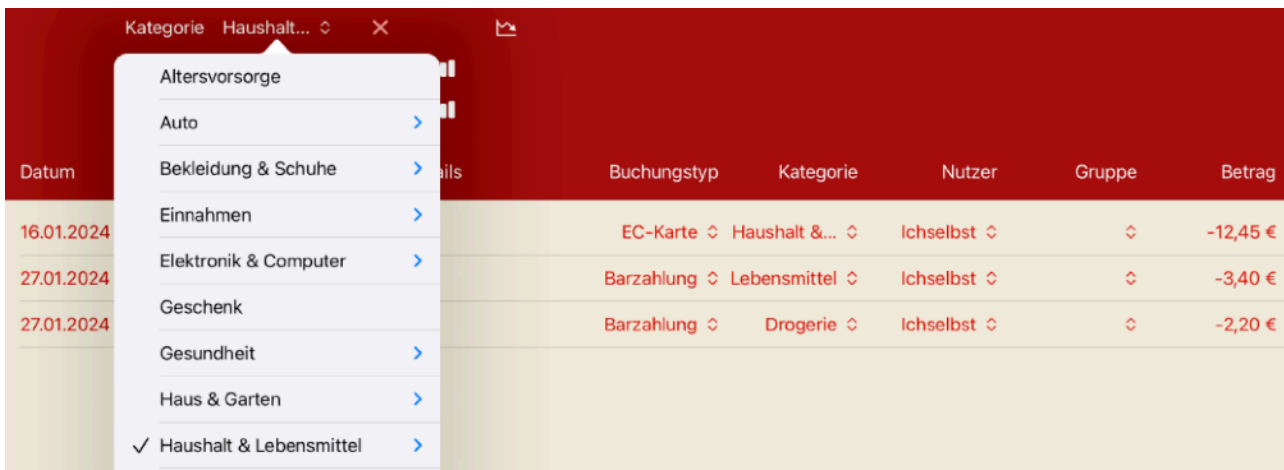 Kategorie Haushalt...
Altersvorsorge
Auto
Bekleidung & Schuhe
Einnahmen
Elektronik & Computer
Geschenk
Gesundheit
Haus & Garten
Haushalt & Lebensmittel
Datum ails Buchungstyp Kategorie Nutzer Gruppe Betrag
16.01.2024 EC-Karte Haushalt &... Ichselbst -12,45 €
27.01.2024 Barzahlung Lebensmittel Ichselbst -3,40 €
27.01.2024 Barzahlung Drogerie Ichselbst -2,20 €